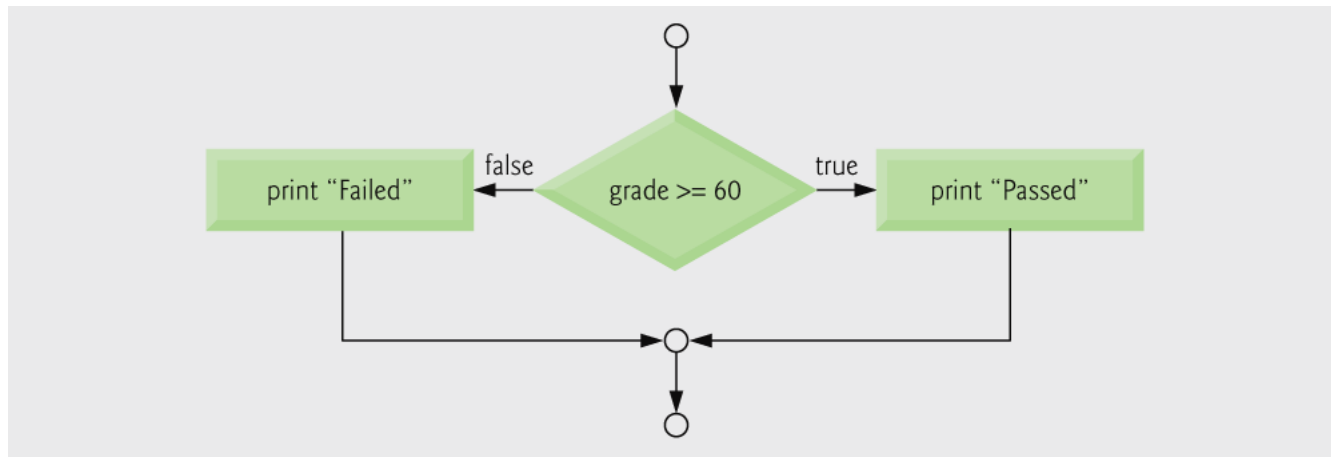 false
true
print “Failed”
grade >= 60
print “Passed”